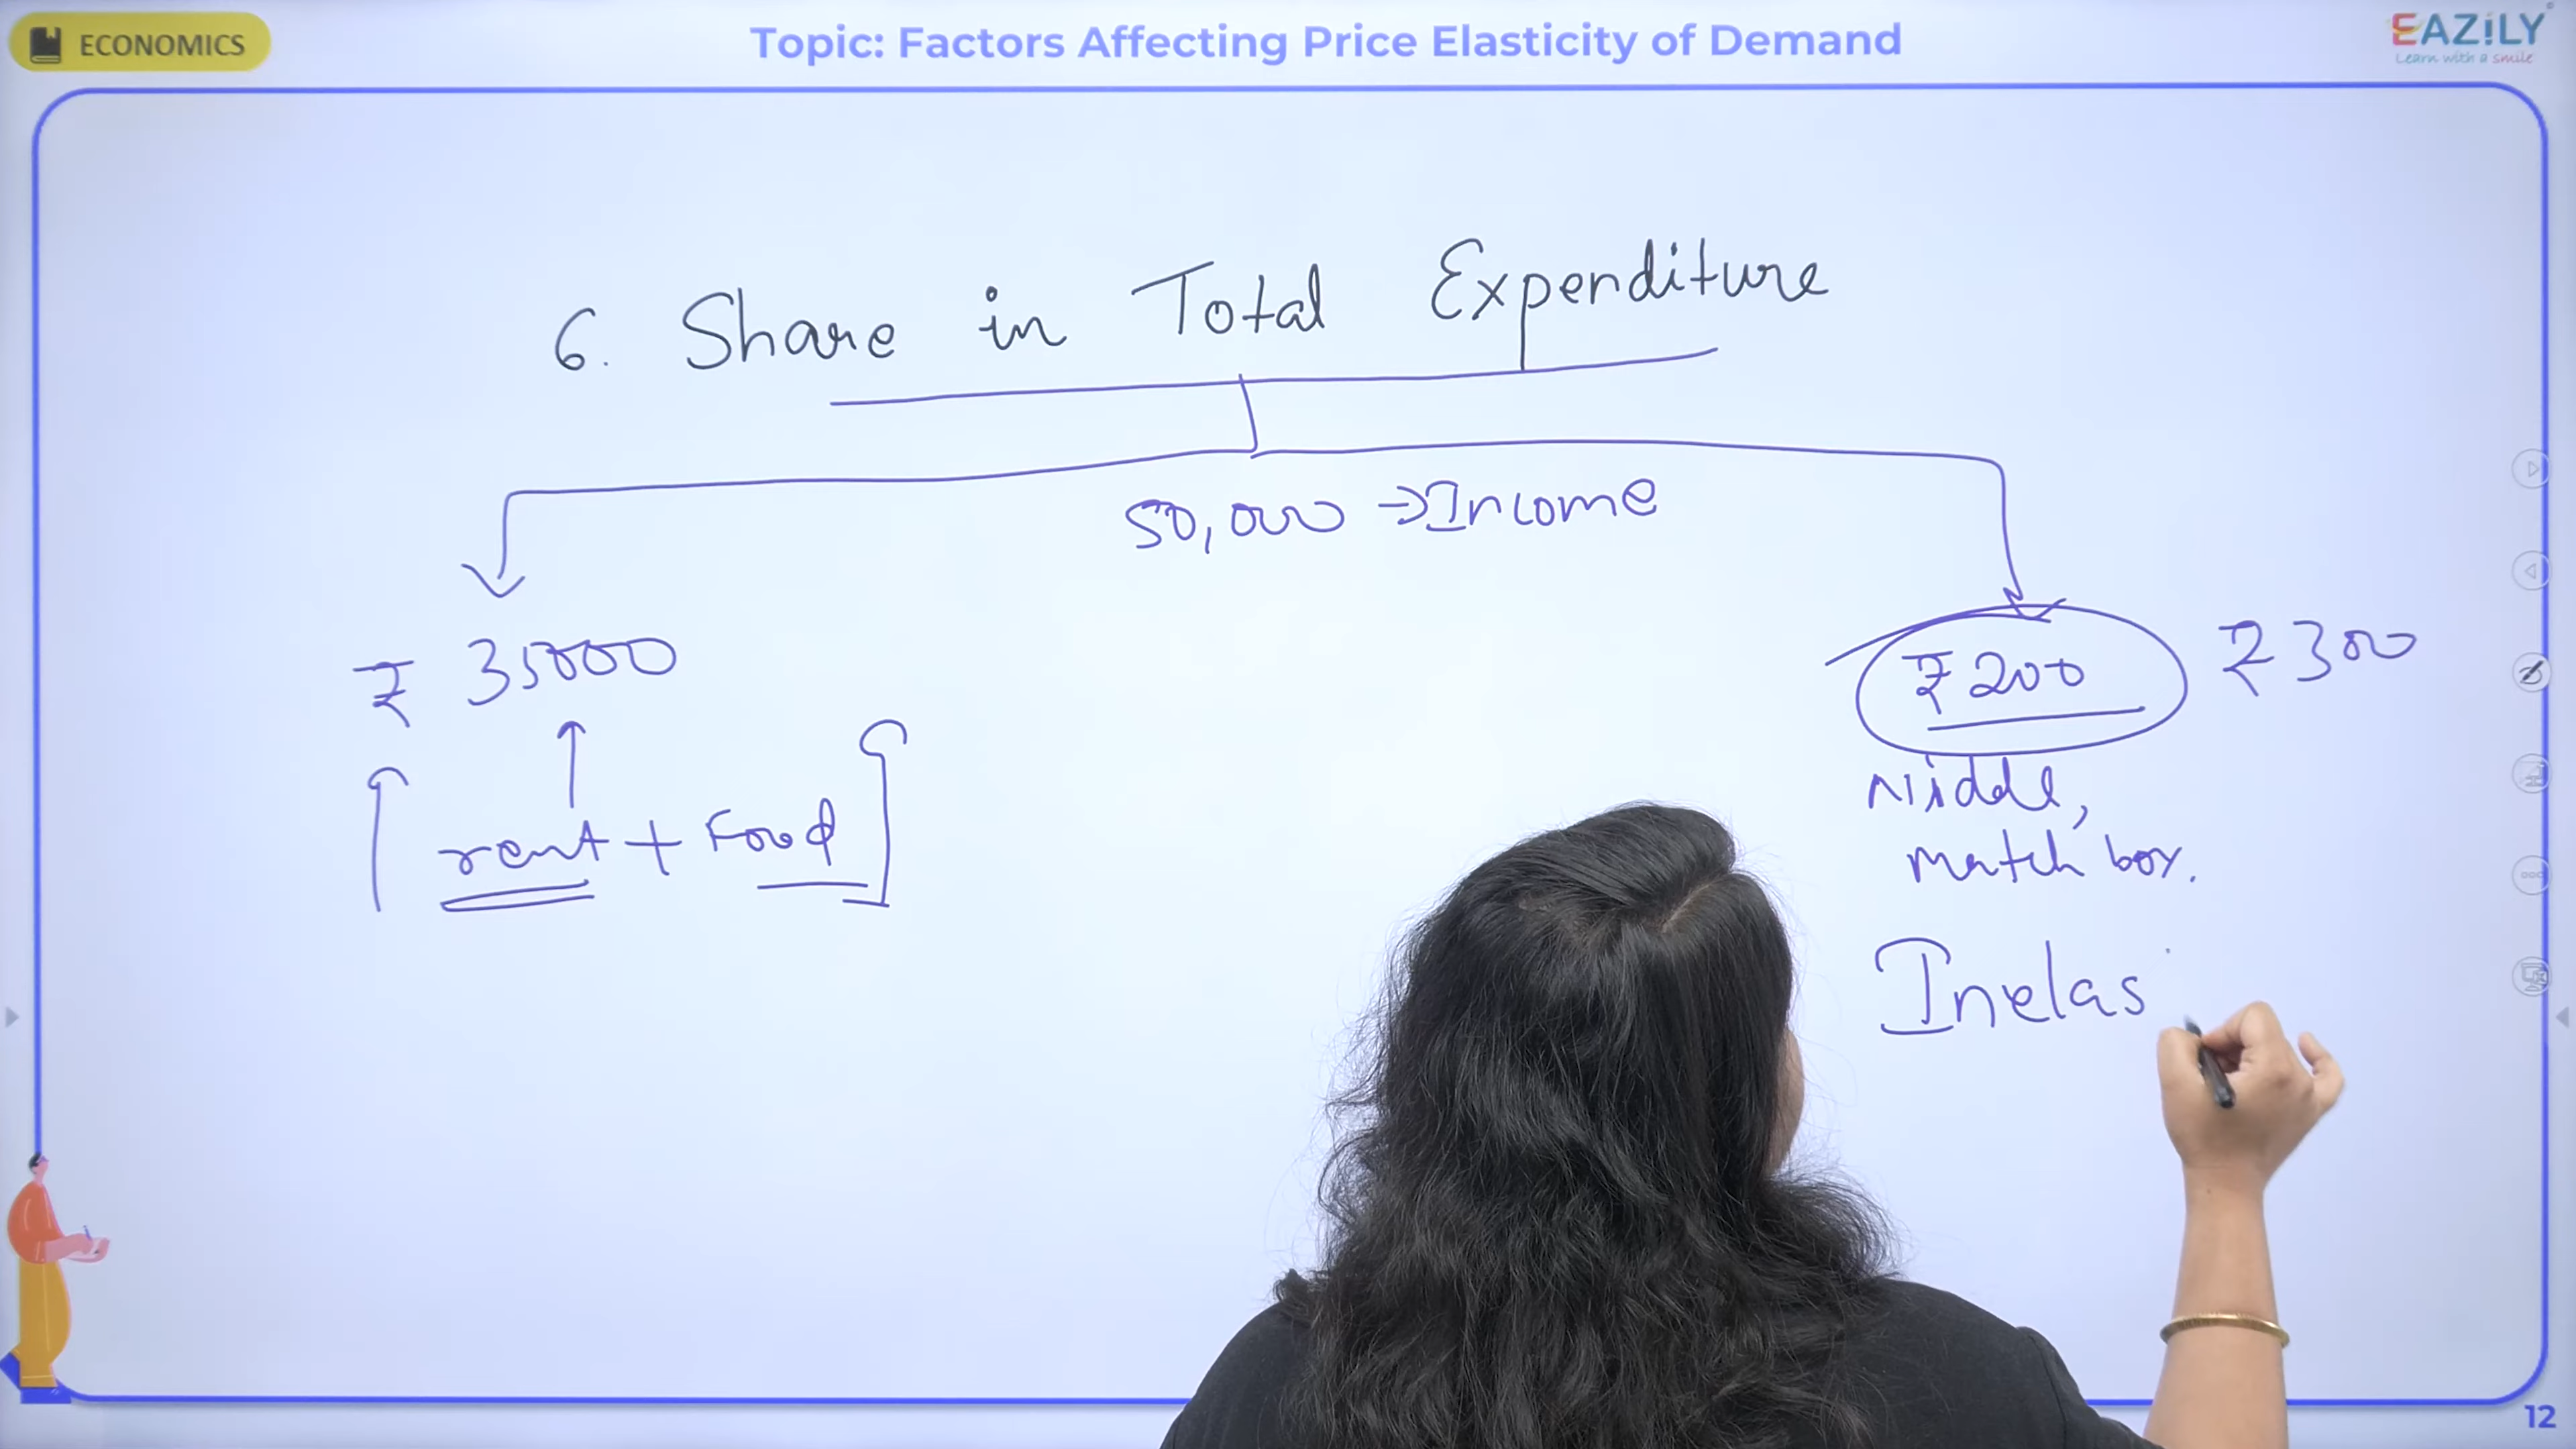 ECONOMICS
Topic: Factors Affecting Price Elasticity of Demand
EAZiLY
Learn with a smile
6. Share in Total Expenditure
50,000 → Income
₹ 35000
₹ 200
₹ 300
[ rent + Food ]
Niddle,
match box.
Inelas
12